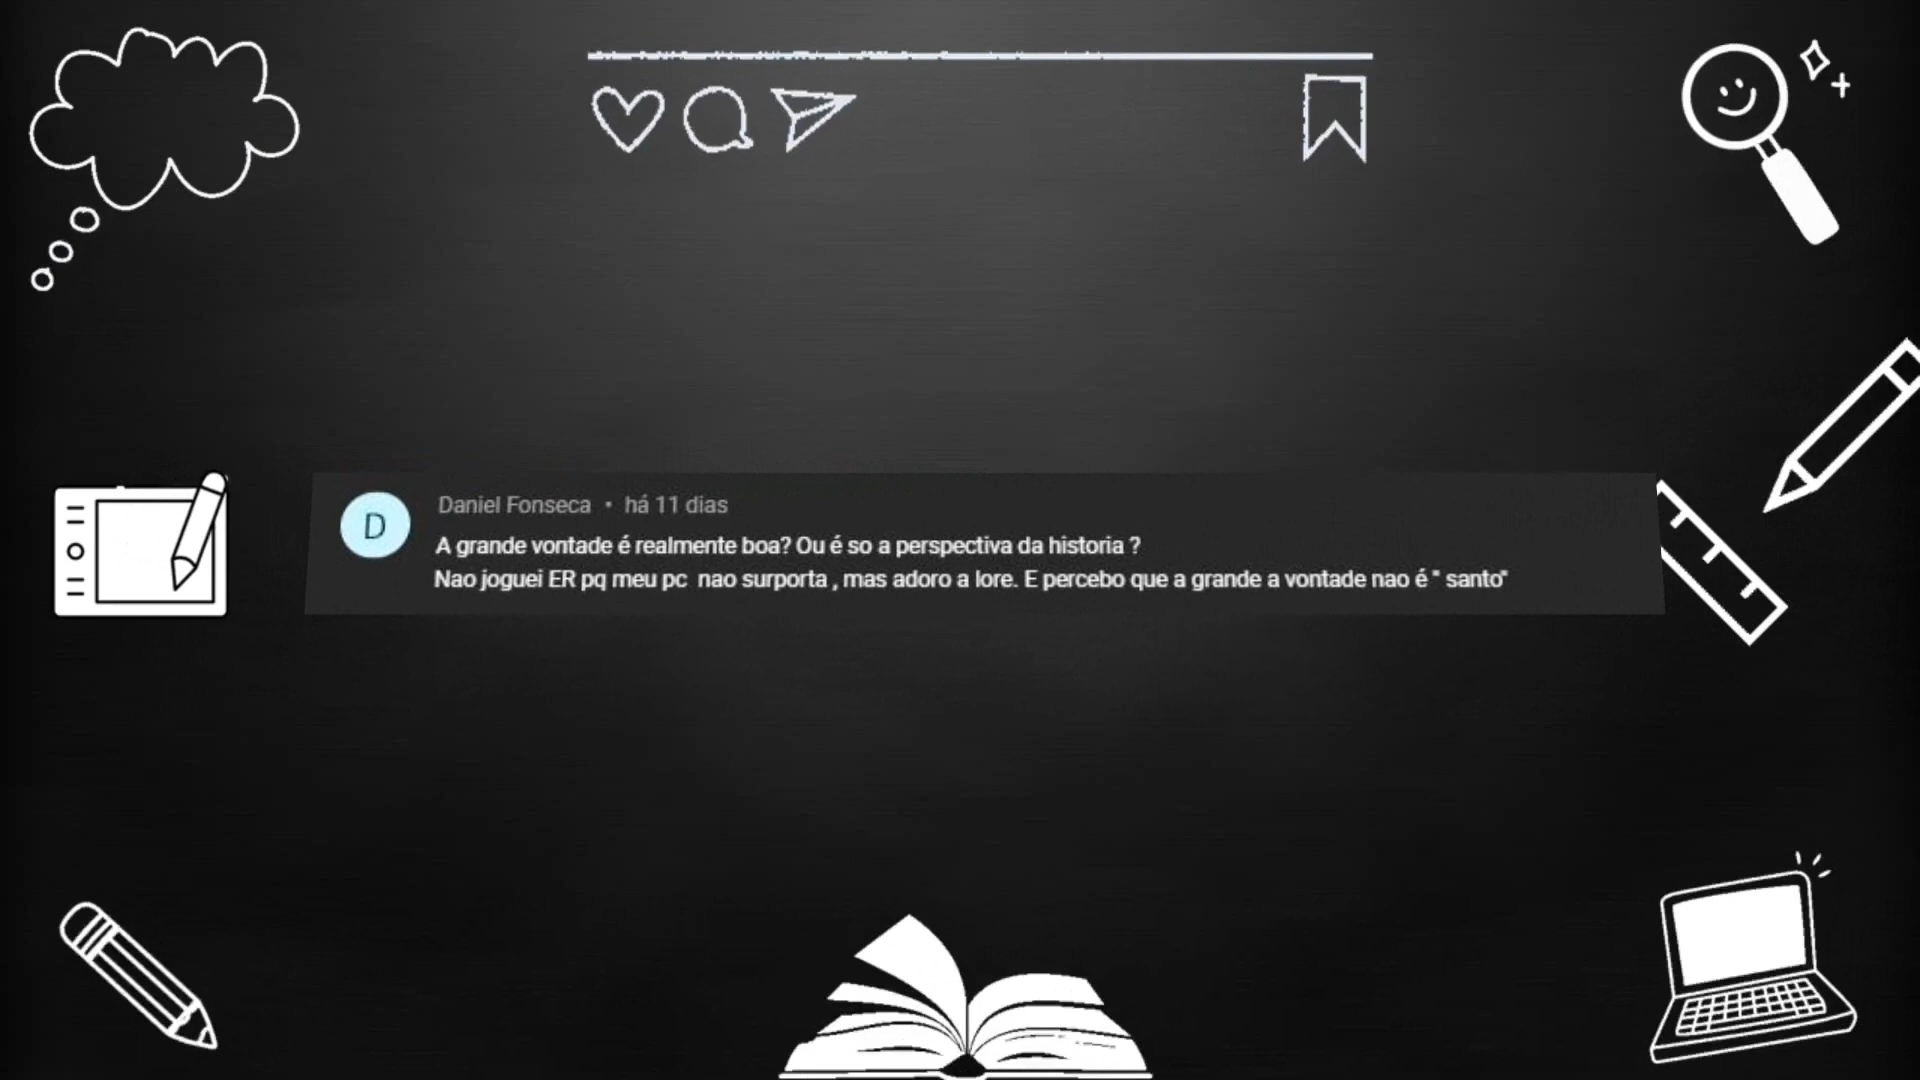 D
Daniel Fonseca • há 11 dias
A grande vontade é realmente boa? Ou é so a perspectiva da historia ?
Nao joguei ER pq meu pc nao surporta , mas adoro a lore. E percebo que a grande a vontade nao é " santo"